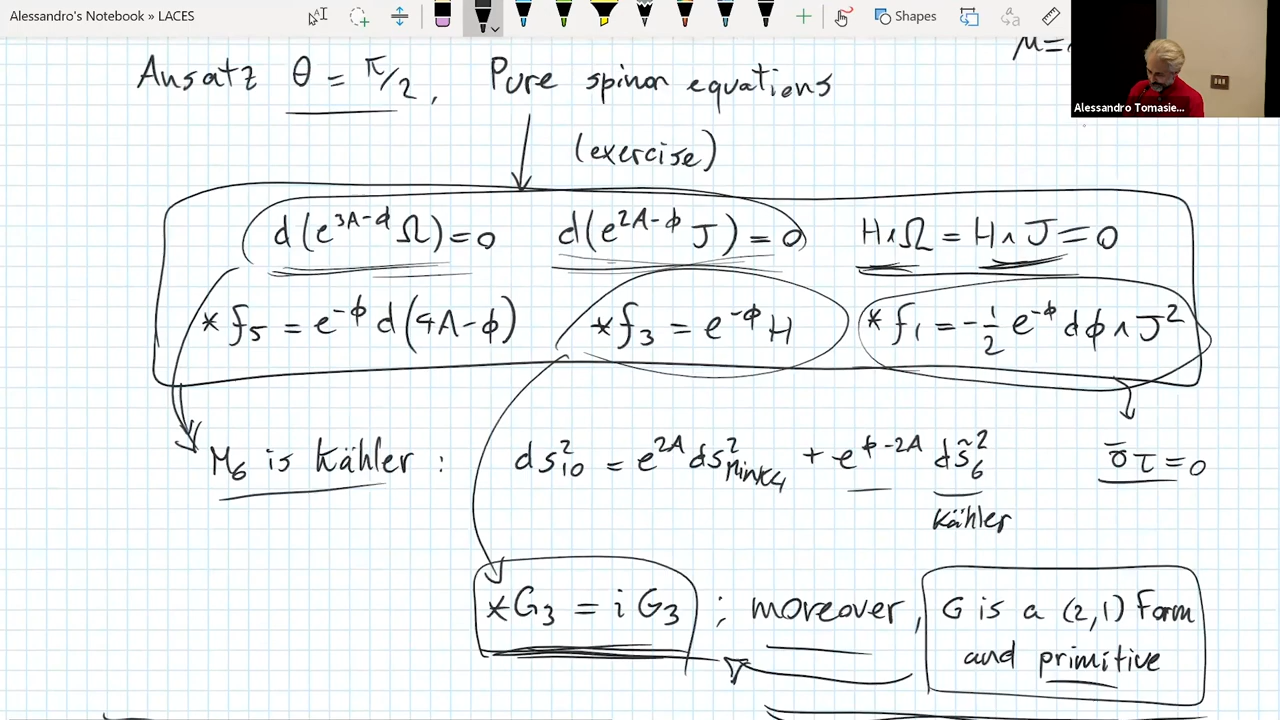 Alessandro's Notebook » LACES
Shapes
Ansatz θ = π/2, Pure spinor equations
(exercise)
d(e^{3A-ϕ} Ω) = 0   d(e^{2A-ϕ} J) = 0   H∧Ω = H∧J = 0
*f_5 = e^{-ϕ} d(4A-ϕ)   *f_3 = e^{-ϕ} H   *f_1 = -1/2 e^{-ϕ} dϕ∧J^2
M_6 is Kähler : ds^2_{10} = e^{2A} ds^2_{Mink4} + e^{ϕ-2A} ds̃^2_6   ∂̄τ = 0
Kähler
*G_3 = i G_3 ; moreover, G is a (2,1) form
and primitive
Alessandro Tomasie...